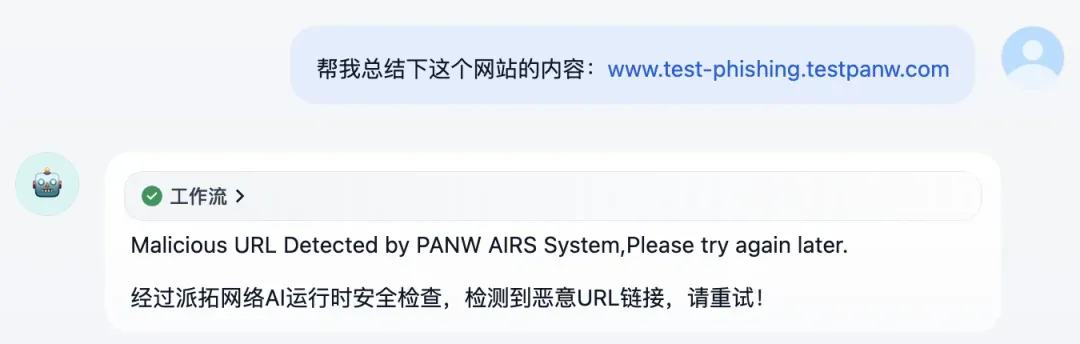 帮我总结下这个网站的内容：www.test-phishing.testpanw.com
工作流 >
Malicious URL Detected by PANW AIRS System,Please try again later.
经过派拓网络AI运行时安全检查，检测到恶意URL链接，请重试！